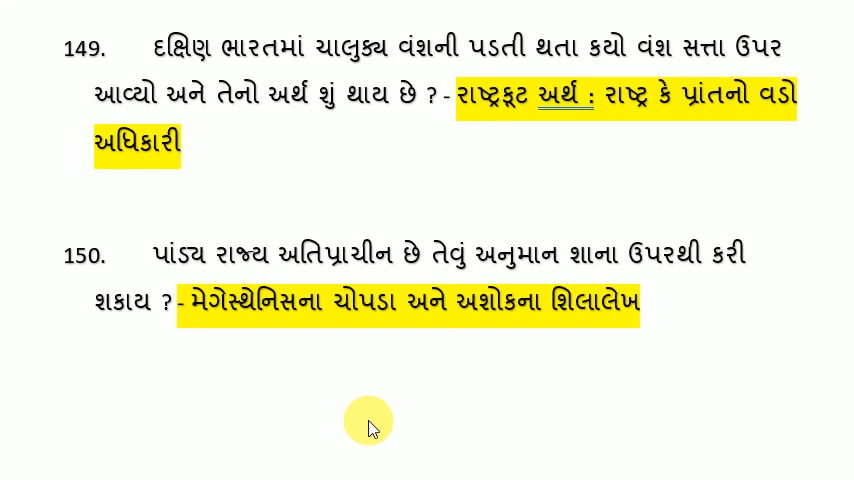 149. દક્ષિણ ભારતમાં ચાલુક્ય વંશની પડતી થતા કયો વંશ સત્તા ઉપર
આવ્યો અને તેનો અર્થ શું થાય છે ? - રાષ્ટ્રકૂટ અર્થ : રાષ્ટ્ર કે પ્રાંતનો વડો
અધિકારી
150. પાંડ્ય રાજ્ય અતિપ્રાચીન છે તેવું અનુમાન શાના ઉપરથી કરી
શકાય ? - મેગેસ્થેનિસના ચોપડા અને અશોકના શિલાલેખ